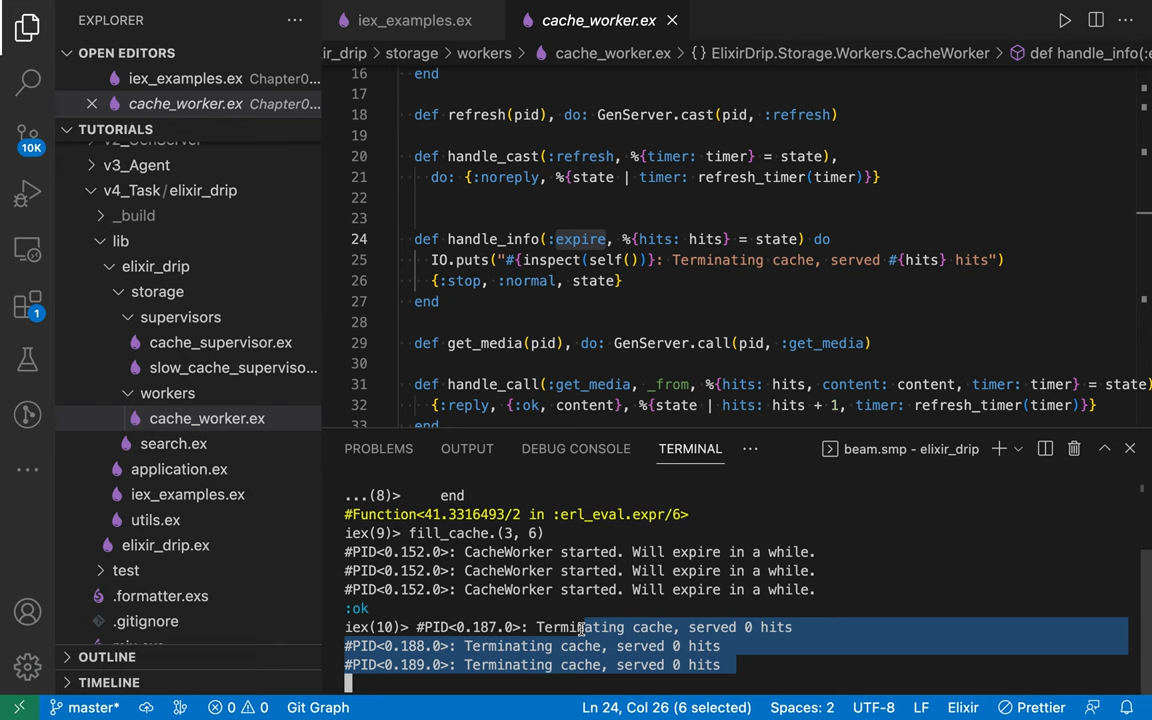 EXPLORER
OPEN EDITORS
iex_examples.ex Chapter0...
cache_worker.ex Chapter0...
TUTORIALS
v3_Agent
v4_Task / elixir_drip
_build
lib
elixir_drip
storage
supervisors
cache_supervisor.ex
slow_cache_superviso...
workers
cache_worker.ex
search.ex
application.ex
iex_examples.ex
utils.ex
elixir_drip.ex
test
.formatter.exs
.gitignore
OUTLINE
TIMELINE
10K
1
iex_examples.ex cache_worker.ex
ir_drip > storage > workers > cache_worker.ex > {} ElixirDrip.Storage.Workers.CacheWorker > def handle_info(:e
16 end
17
18 def refresh(pid), do: GenServer.cast(pid, :refresh)
19
20 def handle_cast(:refresh, %{timer: timer} = state),
21 do: {:noreply, %{state | timer: refresh_timer(timer)}}
22
23
24 def handle_info(:expire, %{hits: hits} = state) do
25 IO.puts("#{inspect(self())}: Terminating cache, served #{hits} hits")
26 {:stop, :normal, state}
27 end
28
29 def get_media(pid), do: GenServer.call(pid, :get_media)
30
31 def handle_call(:get_media, _from, %{hits: hits, content: content, timer: timer} = state)
32 {:reply, {:ok, content}, %{state | hits: hits + 1, timer: refresh_timer(timer)}}
33 end
PROBLEMS OUTPUT DEBUG CONSOLE TERMINAL ... beam.smp - elixir_drip
...(8)> end
#Function<41.3316493/2 in :erl_eval.expr/6>
iex(9)> fill_cache.(3, 6)
#PID<0.152.0>: CacheWorker started. Will expire in a while.
#PID<0.152.0>: CacheWorker started. Will expire in a while.
#PID<0.152.0>: CacheWorker started. Will expire in a while.
:ok
iex(10)> #PID<0.187.0>: Terminating cache, served 0 hits
#PID<0.188.0>: Terminating cache, served 0 hits
#PID<0.189.0>: Terminating cache, served 0 hits
master* 0 0 Git Graph Ln 24, Col 26 (6 selected) Spaces: 2 UTF-8 LF Elixir Prettier